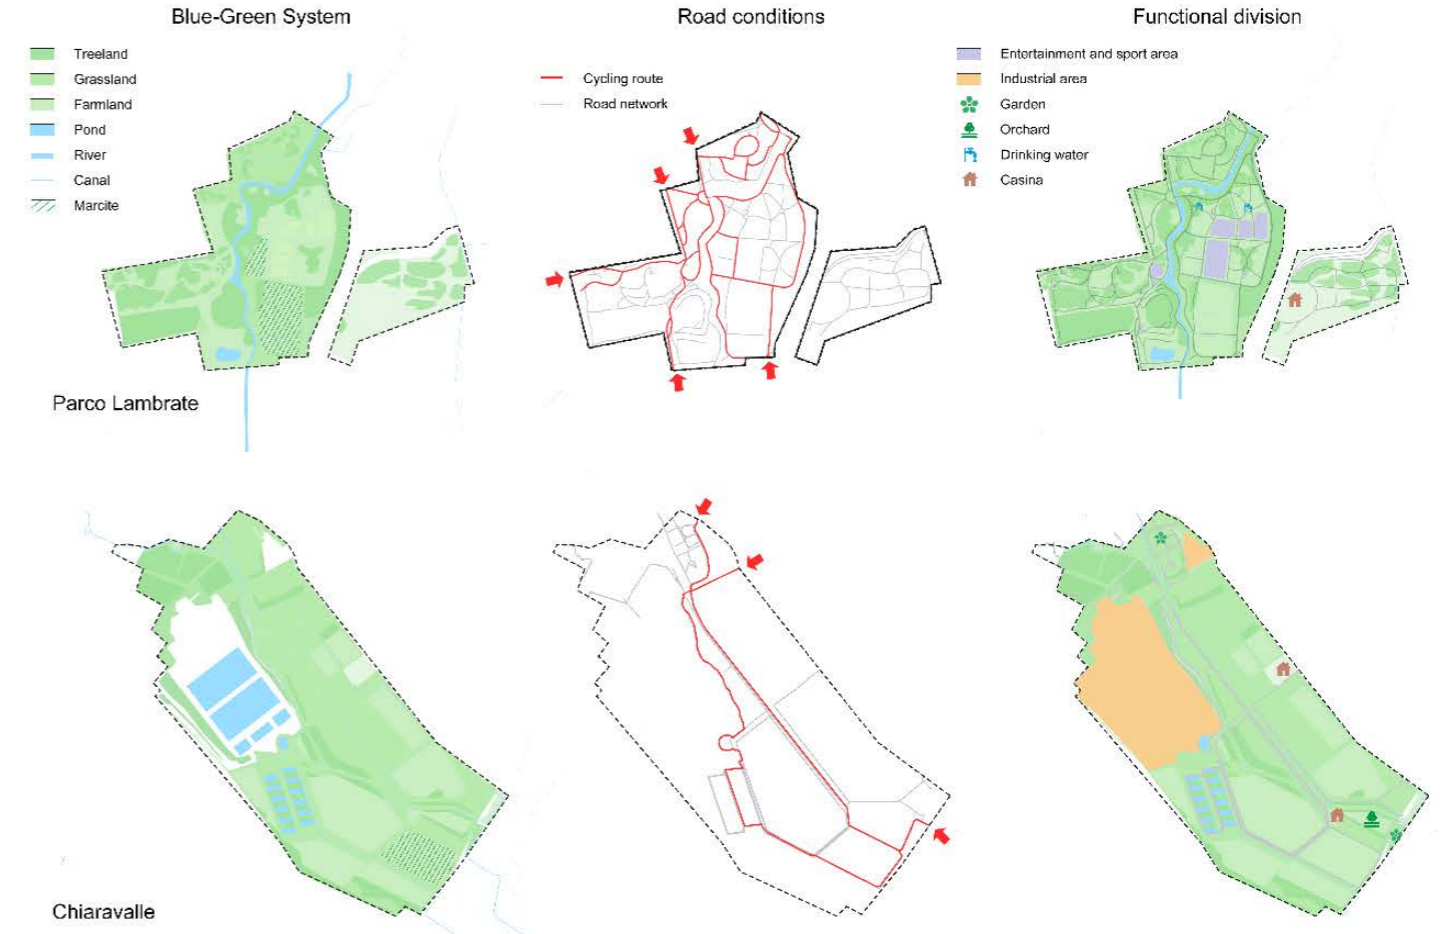 Blue-Green System
Treeland
Grassland
Farmland
Pond
River
Canal
Marcite
Road conditions
Cycling route
Road network
Functional division
Entertainment and sport area
Industrial area
Garden
Orchard
Drinking water
Casina
Parco Lambrate
Chiaravalle